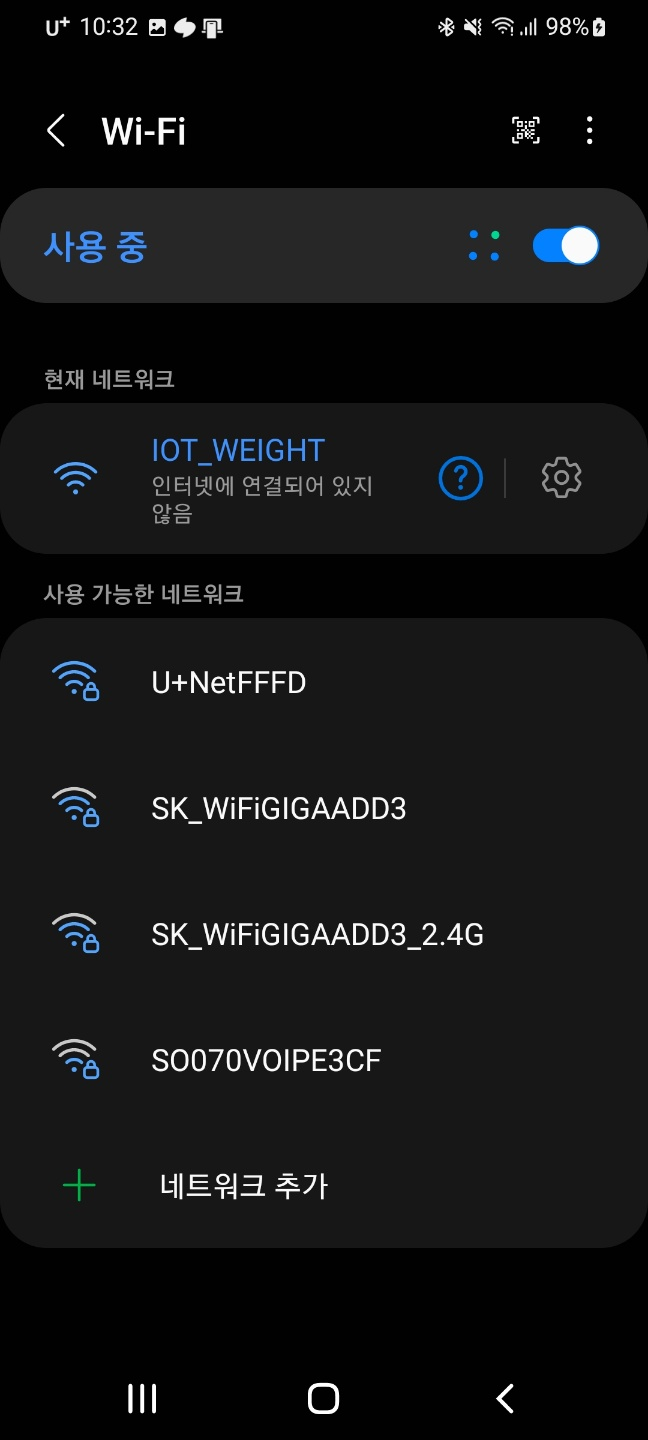 U+ 10:32 98%
Wi-Fi
사용 중
현재 네트워크
IOT_WEIGHT
인터넷에 연결되어 있지
않음
사용 가능한 네트워크
U+NetFFFD
SK_WiFiGIGAADD3
SK_WiFiGIGAADD3_2.4G
SO070VOIPE3CF
네트워크 추가